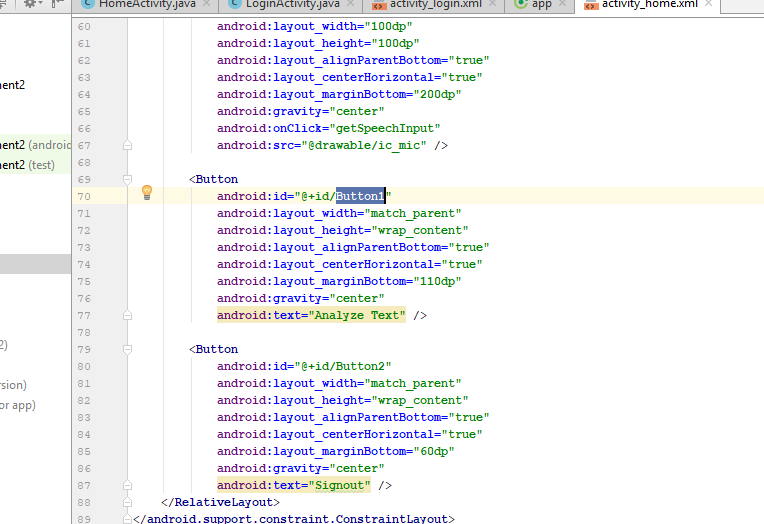 HomeActivity.java LoginActivity.java activity_login.xml app activity_home.xml
60 android:layout_width="100dp"
61 android:layout_height="100dp"
62 android:layout_alignParentBottom="true"
63 android:layout_centerHorizontal="true"
64 android:layout_marginBottom="200dp"
65 android:gravity="center"
66 android:onClick="getSpeechInput"
67 android:src="@drawable/ic_mic" />
68
69 <Button
70 android:id="@+id/Button1"
71 android:layout_width="match_parent"
72 android:layout_height="wrap_content"
73 android:layout_alignParentBottom="true"
74 android:layout_centerHorizontal="true"
75 android:layout_marginBottom="110dp"
76 android:gravity="center"
77 android:text="Analyze Text" />
78
79 <Button
80 android:id="@+id/Button2"
81 android:layout_width="match_parent"
82 android:layout_height="wrap_content"
83 android:layout_alignParentBottom="true"
84 android:layout_centerHorizontal="true"
85 android:layout_marginBottom="60dp"
86 android:gravity="center"
87 android:text="Signout" />
88 </RelativeLayout>
89 </android.support.constraint.ConstraintLayout>
nent2
nent2 (android
nent2 (test)
2)
rsion)
or app)